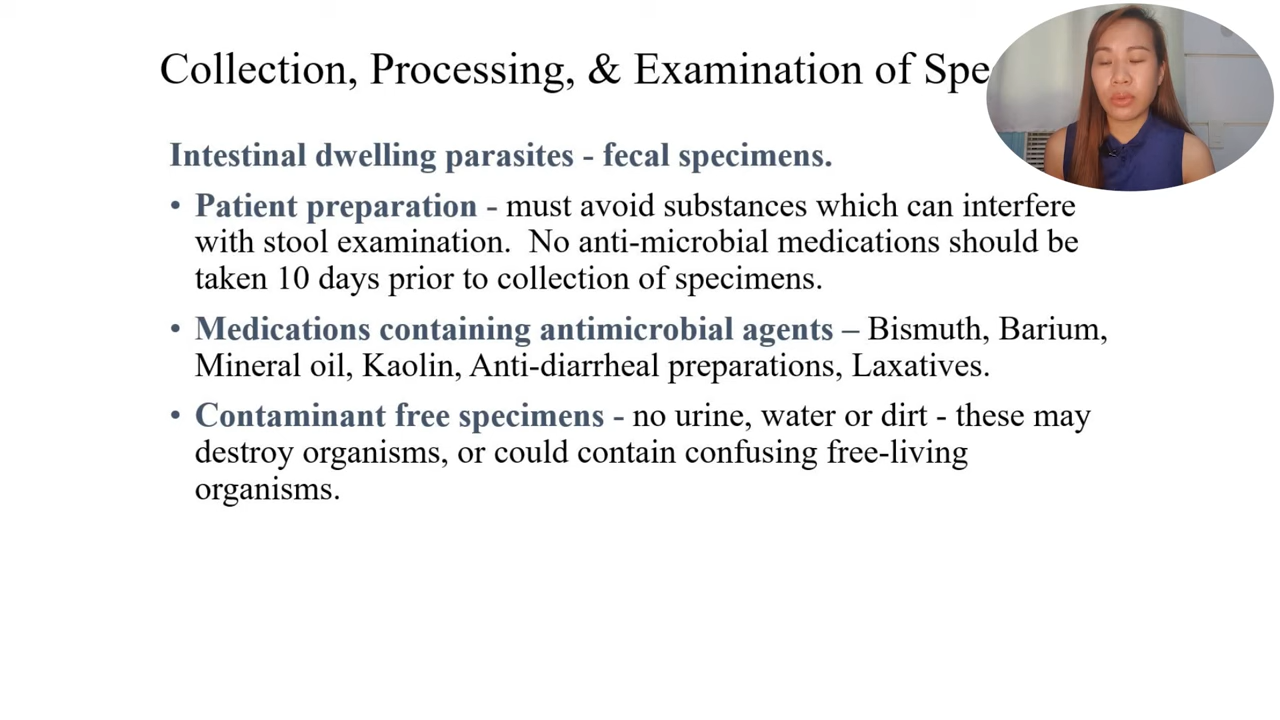 Collection, Processing, & Examination of Spe
Intestinal dwelling parasites - fecal specimens.
• Patient preparation - must avoid substances which can interfere
with stool examination.  No anti-microbial medications should be
taken 10 days prior to collection of specimens.
• Medications containing antimicrobial agents – Bismuth, Barium,
Mineral oil, Kaolin, Anti-diarrheal preparations, Laxatives.
• Contaminant free specimens - no urine, water or dirt - these may
destroy organisms, or could contain confusing free-living
organisms.